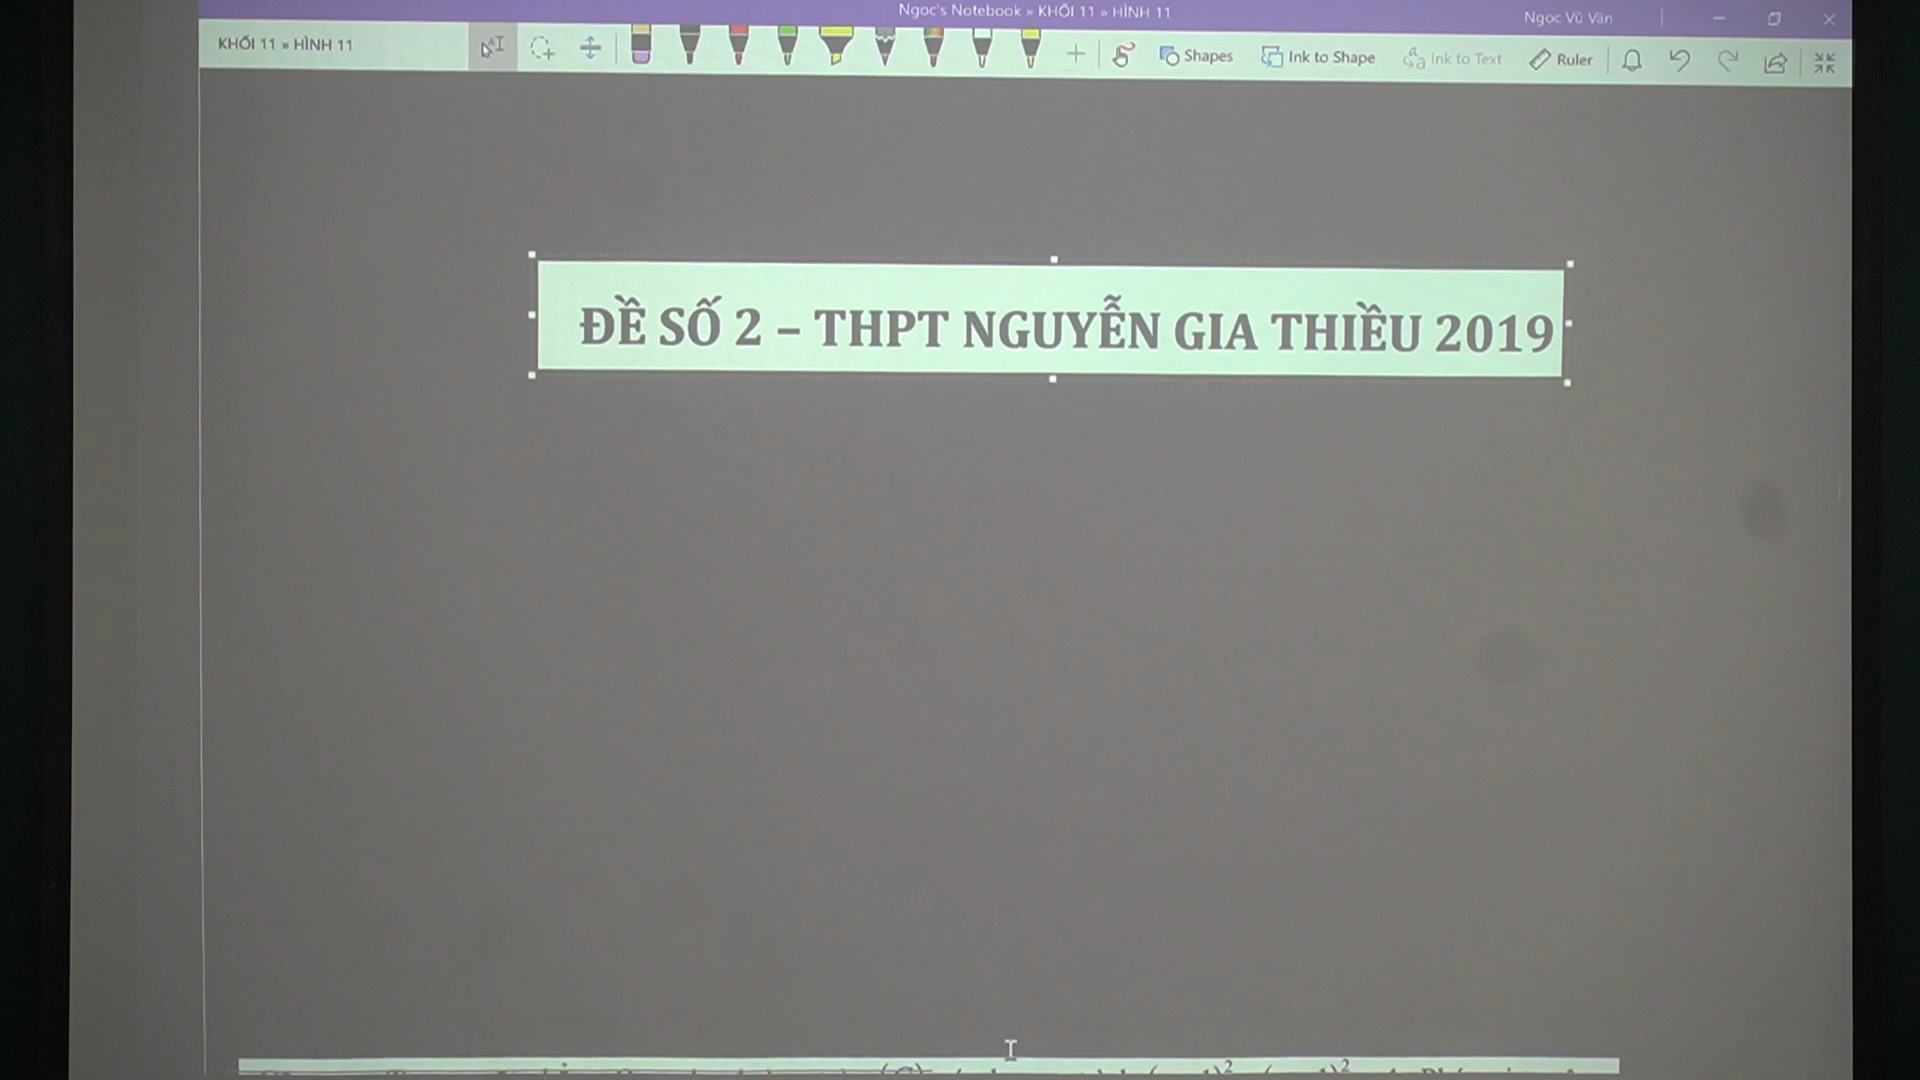 Ngoc's Notebook » KHỐI 11 » HÌNH 11
Ngoc Vũ Văn
KHỐI 11 » HÌNH 11
Shapes
Ink to Shape
Ink to Text
Ruler
ĐỀ SỐ 2 – THPT NGUYỄN GIA THIỀU 2019